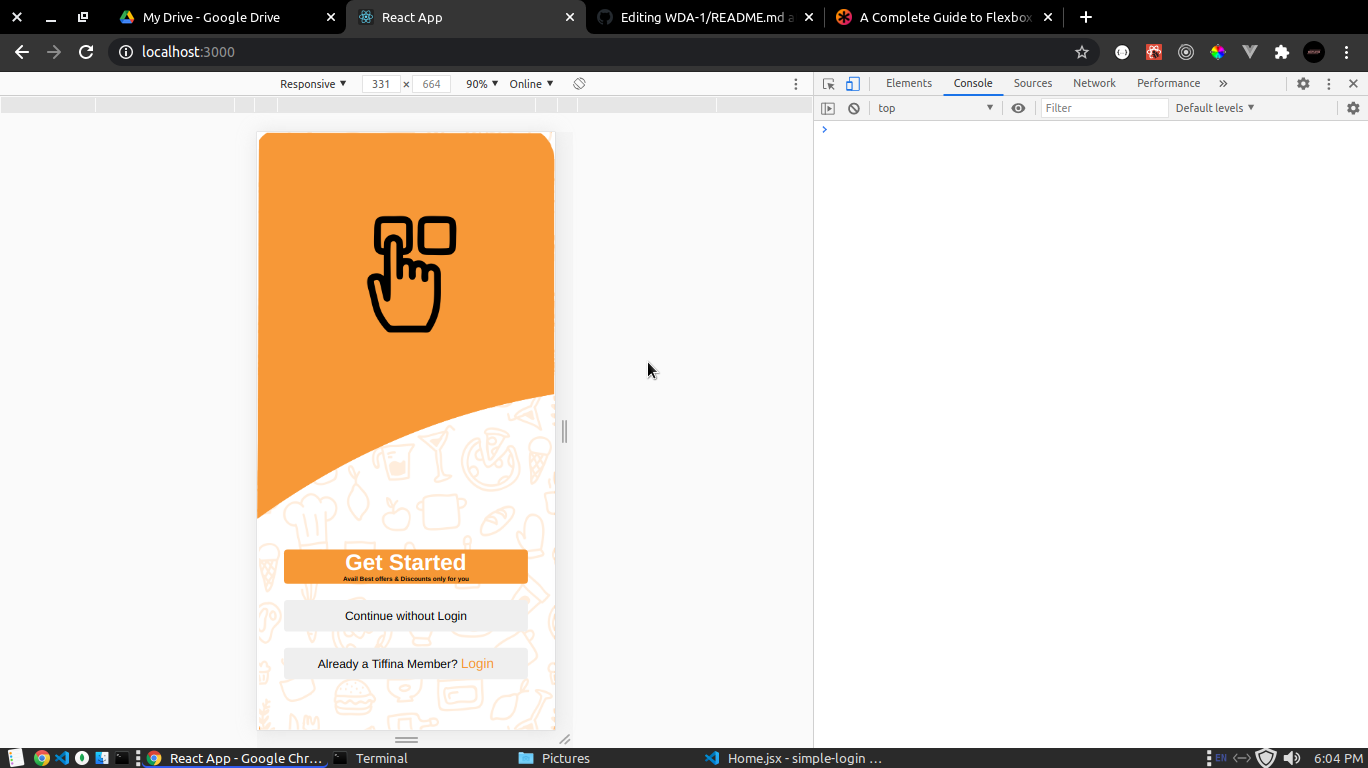 My Drive - Google Drive
React App
Editing WDA-1/README.md a
A Complete Guide to Flexbox
localhost:3000
Responsive
331 × 664
90%
Online
Elements
Console
Sources
Network
Performance
top
Filter
Default levels
Get Started
Avail Best offers & Discounts only for you
Continue without Login
Already a Tiffina Member? Login
React App - Google Chr...
Terminal
Pictures
Home.jsx - simple-login ...
EN
6:04 PM